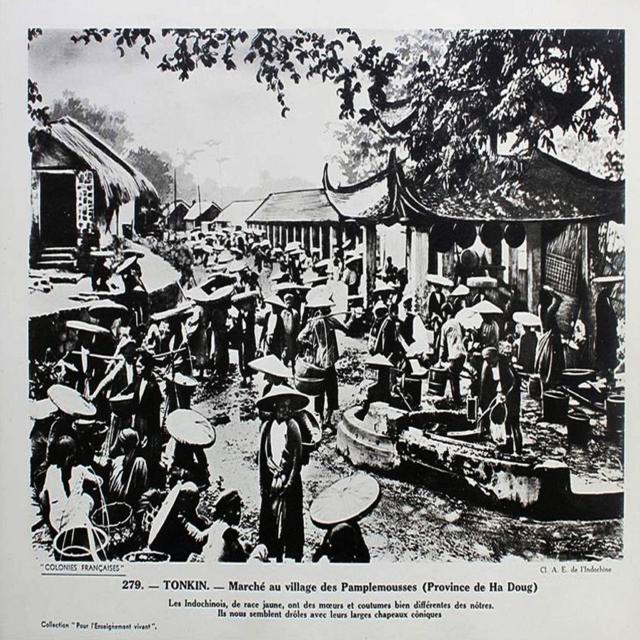 "COLONIES FRANÇAISES"
Cl. A. E. de l'Indochine
279. — TONKIN. — Marché au village des Pamplemousses (Province de Ha Doug)
Les Indochinois, de race jaune, ont des mœurs et coutumes bien différentes des nôtres.
Ils nous semblent drôles avec leurs larges chapeaux côniques
Collection "Pour l'Enseignement vivant".